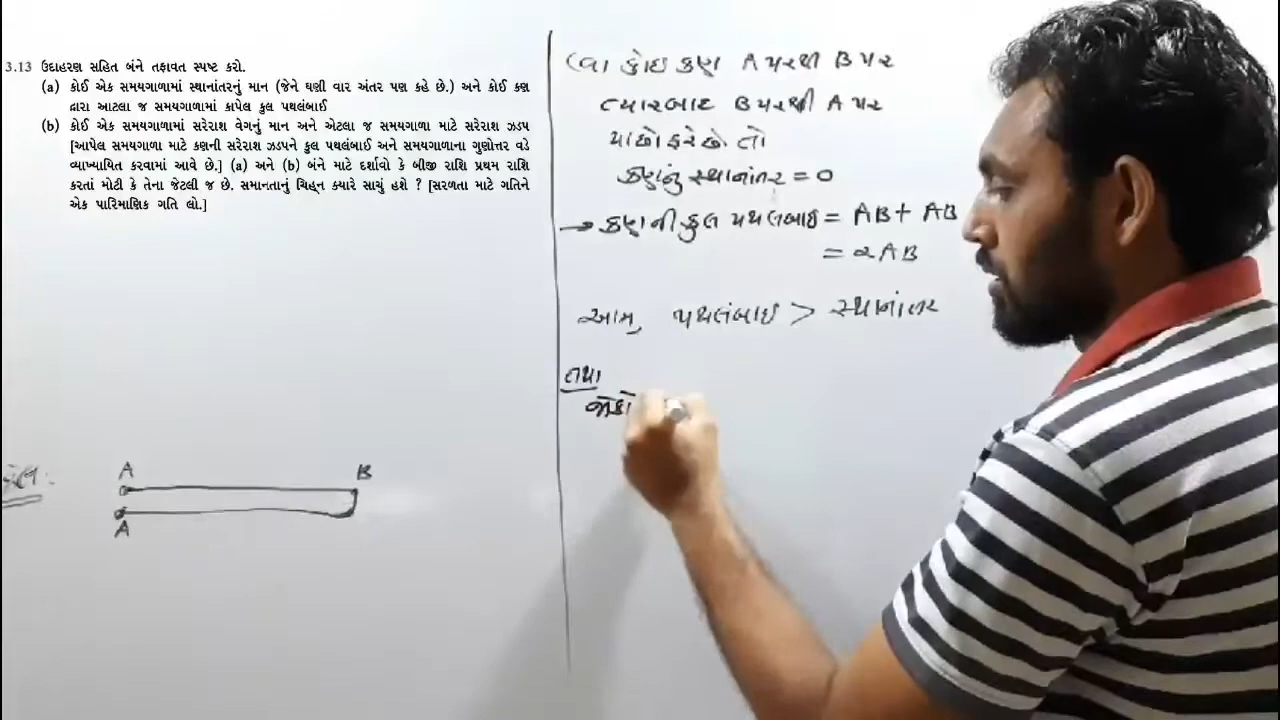 3.13 ઉદાહરણ સહિત બંને તફાવત સ્પષ્ટ કરો.
(a) કોઈ એક સમયગાળામાં સ્થાનાંતરનું માન (જેને ઘણી વાર અંતર પણ કહે છે.) અને કોઈ કણ
દ્વારા આટલા જ સમયગાળામાં કાપેલ કુલ પથલંબાઈ
(b) કોઈ એક સમયગાળામાં સરેરાશ વેગનું માન અને એટલા જ સમયગાળા માટે સરેરાશ ઝડપ
[આપેલ સમયગાળા માટે કણની સરેરાશ ઝડપને કુલ પથલંબાઈ અને સમયગાળાના ગુણોત્તર વડે
વ્યાખ્યાયિત કરવામાં આવે છે.] (a) અને (b) બંને માટે દર્શાવો કે બીજી રાશિ પ્રથમ રાશિ
કરતાં મોટી કે તેના જેટલી જ છે. સમાનતાનું ચિહ્ન ક્યારે સાચું હશે ? [સરળતા માટે ગતિને
એક પારિમાણિક ગતિ લો.]
A B
A
કોઇ કણ A પરથી B પર
ત્યારબાદ B પરથી A પર
પાછો ફરે છે. તો
કણનું સ્થાનાંતર = 0
→ કણની કુલ પથલંબાઇ = AB + AB
= 2AB
આમ, પથલંબાઇ > સ્થાનાંતર
તથા
જોકો